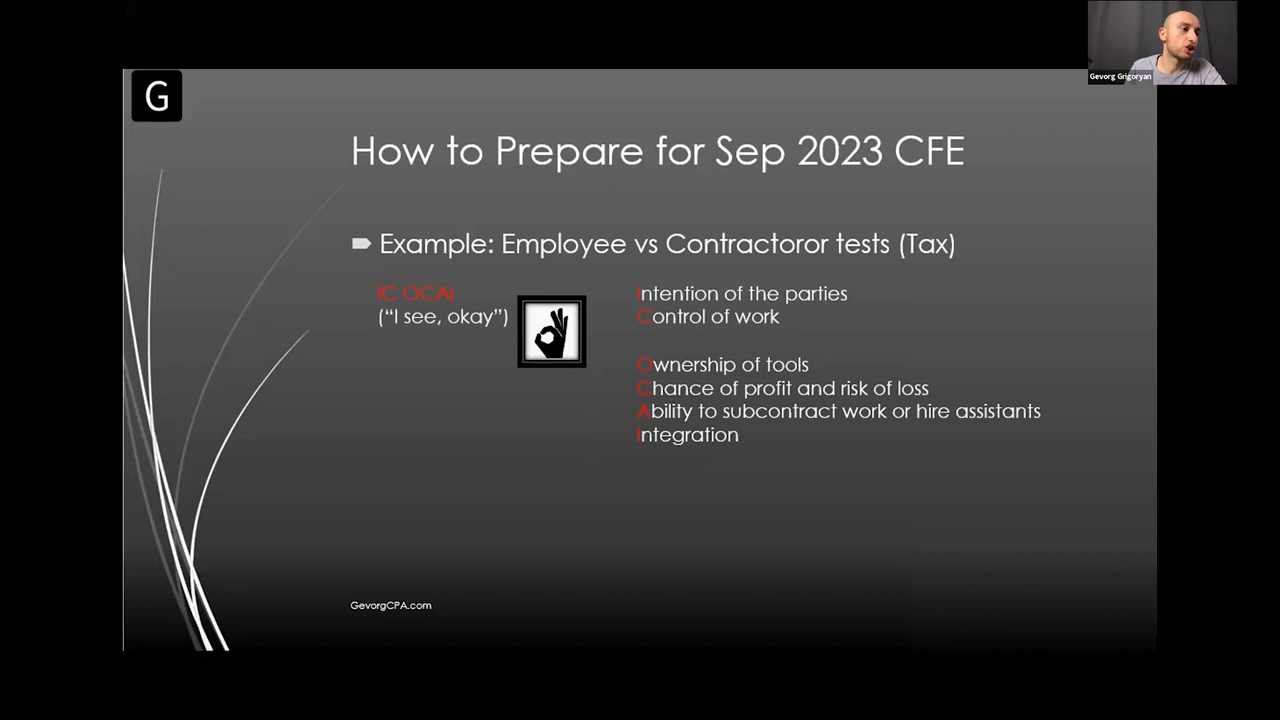 Gevorg Grigoryan
G
How to Prepare for Sep 2023 CFE
Example: Employee vs Contractoror tests (Tax)
IC OCAI
("I see, okay")
Intention of the parties
Control of work
Ownership of tools
Chance of profit and risk of loss
Ability to subcontract work or hire assistants
Integration
GevorgCPA.com